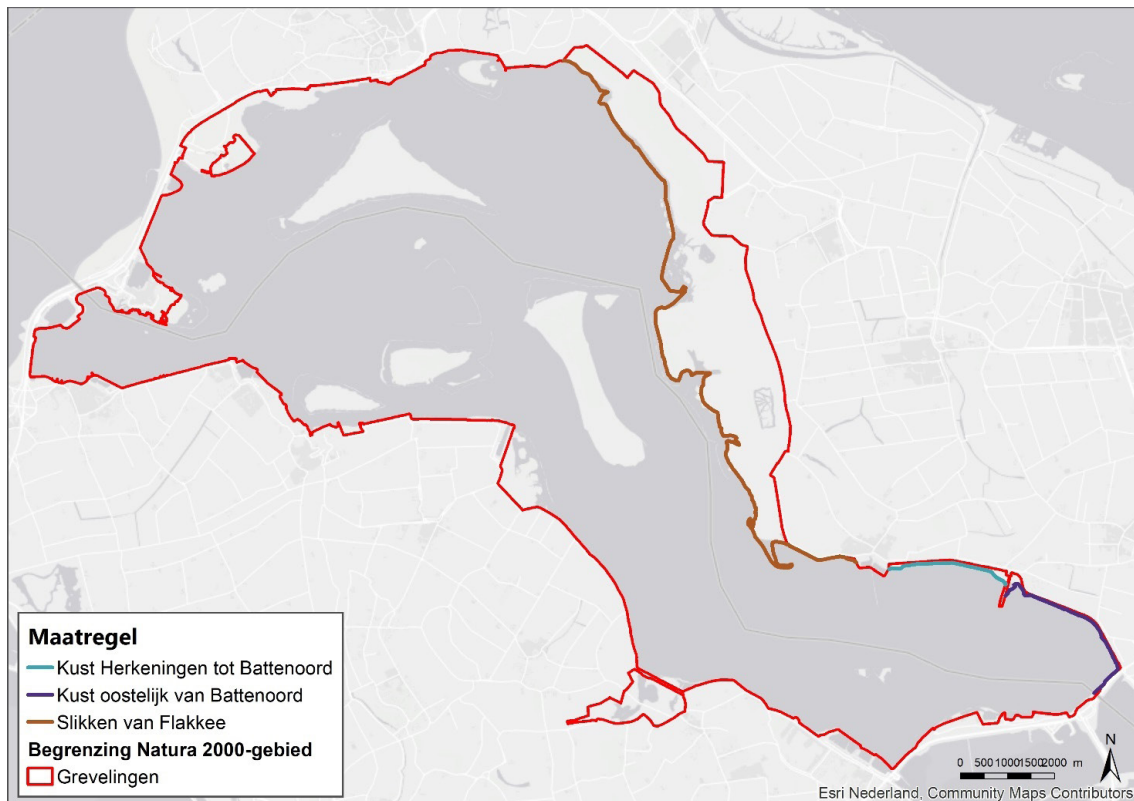 Maatregel
Kust Herkeningen tot Battenoord
Kust oostelijk van Battenoord
Slikken van Flakkee
Begrenzing Natura 2000-gebied
Grevelingen
N
0 500 1000 1500 2000 m
Esri Nederland, Community Maps Contributors